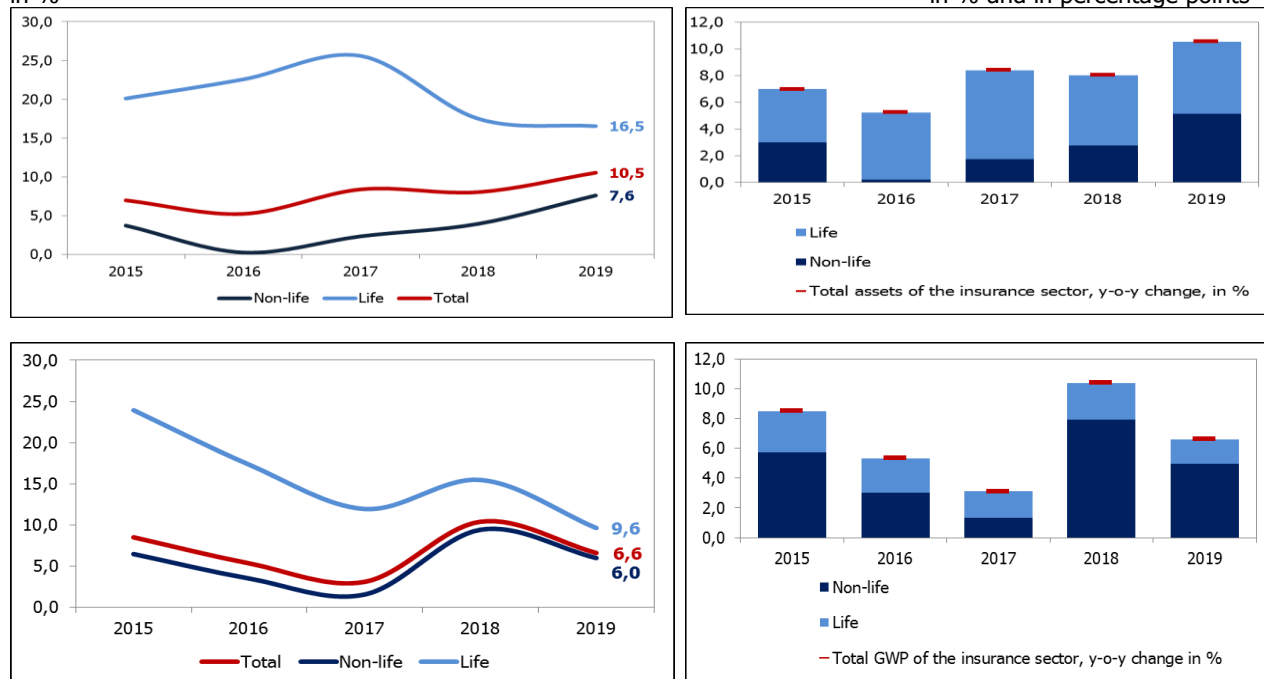 in %
in % and in percentage points
30,0
25,0
20,0
15,0
10,0
5,0
0,0
16,5
10,5
7,6
2015 2016 2017 2018 2019
Non-life Life Total
12,0
10,0
8,0
6,0
4,0
2,0
0,0
2015 2016 2017 2018 2019
Life
Non-life
Total assets of the insurance sector, y-o-y change, in %
30,0
25,0
20,0
15,0
10,0
5,0
0,0
9,6
6,6
6,0
2015 2016 2017 2018 2019
Total Non-life Life
12,0
10,0
8,0
6,0
4,0
2,0
0,0
2015 2016 2017 2018 2019
Non-life
Life
Total GWP of the insurance sector, y-o-y change in %